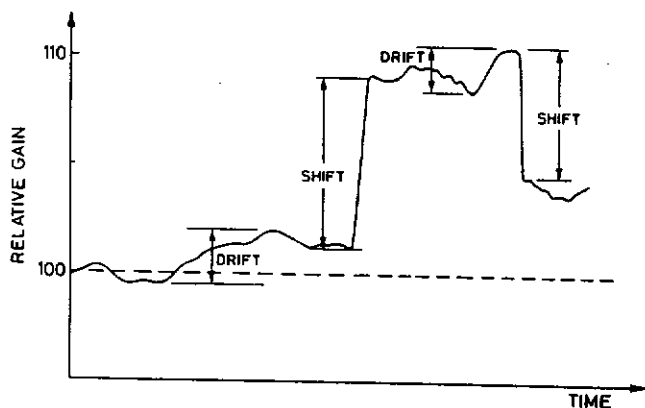 110
DRIFT
SHIFT
SHIFT
RELATIVE GAIN
100
DRIFT
TIME